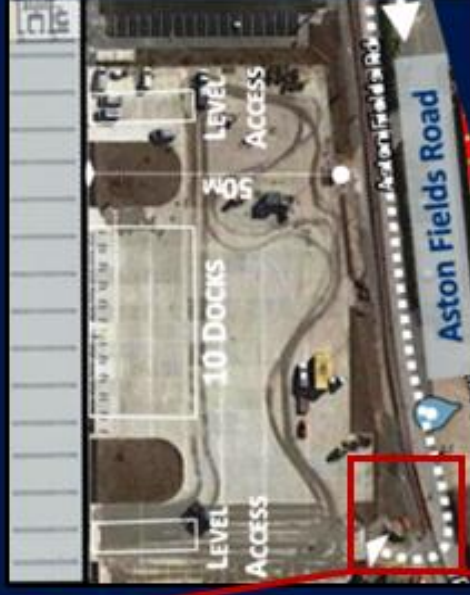 LEVEL
ACCESS
50M
10 DOCKS
LEVEL
ACCESS
Aston Fields Rd
Aston Fields Road